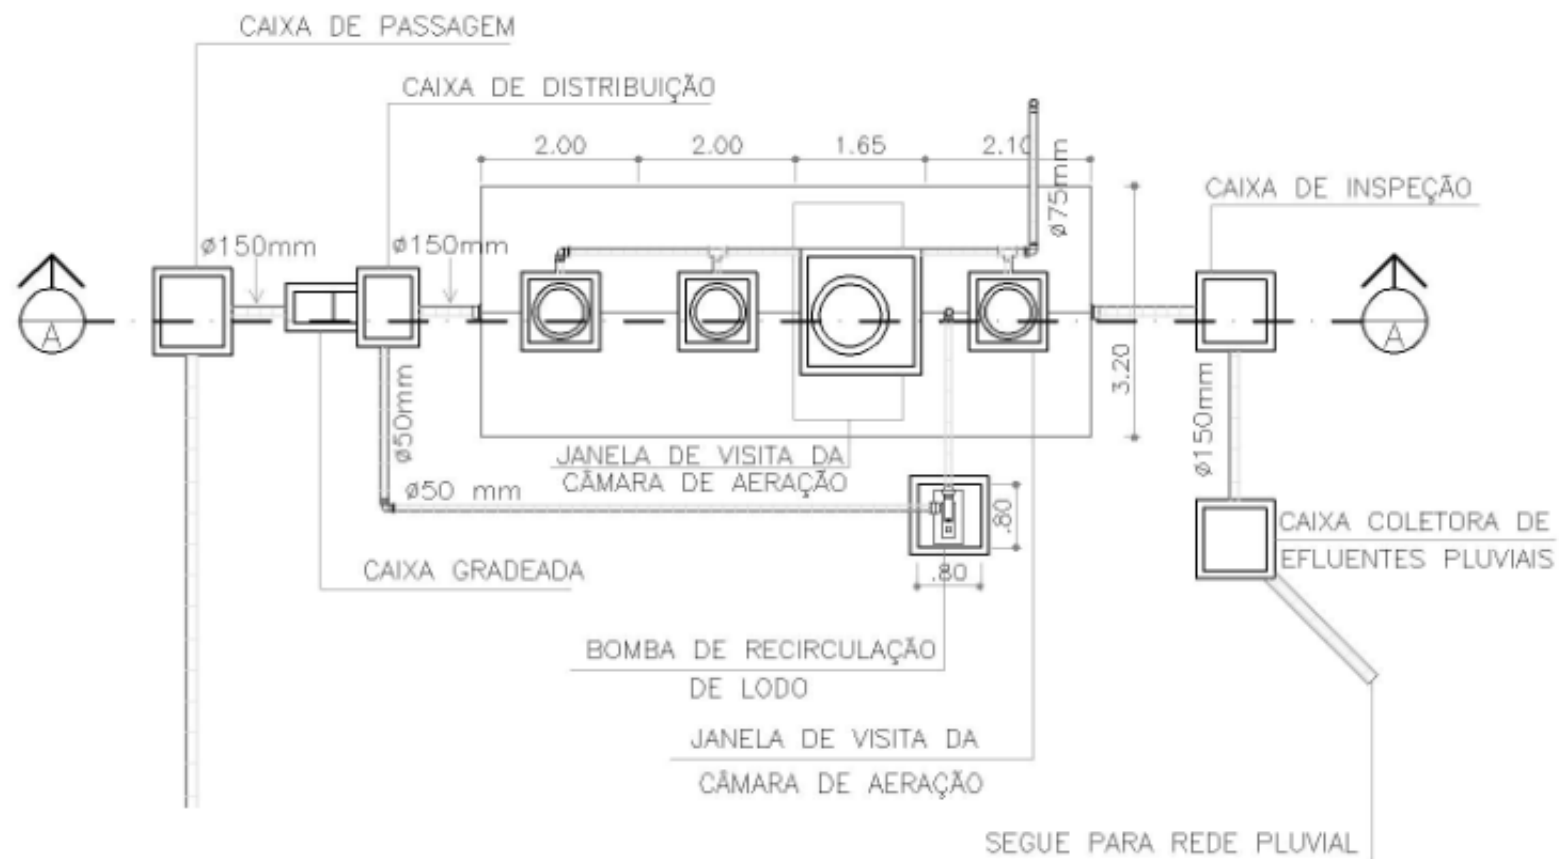 CAIXA DE PASSAGEM
CAIXA DE DISTRIBUIÇÃO
2.00
2.00
1.65
2.10
CAIXA DE INSPEÇÃO
ø75mm
ø150mm
ø150mm
A
A
3.20
ø50mm
ø150mm
JANELA DE VISITA DA
CÂMARA DE AERAÇÃO
ø50 mm
.80
CAIXA COLETORA DE
EFLUENTES PLUVIAIS
CAIXA GRADEADA
.80
BOMBA DE RECIRCULAÇÃO
DE LODO
JANELA DE VISITA DA
CÂMARA DE AERAÇÃO
SEGUE PARA REDE PLUVIAL